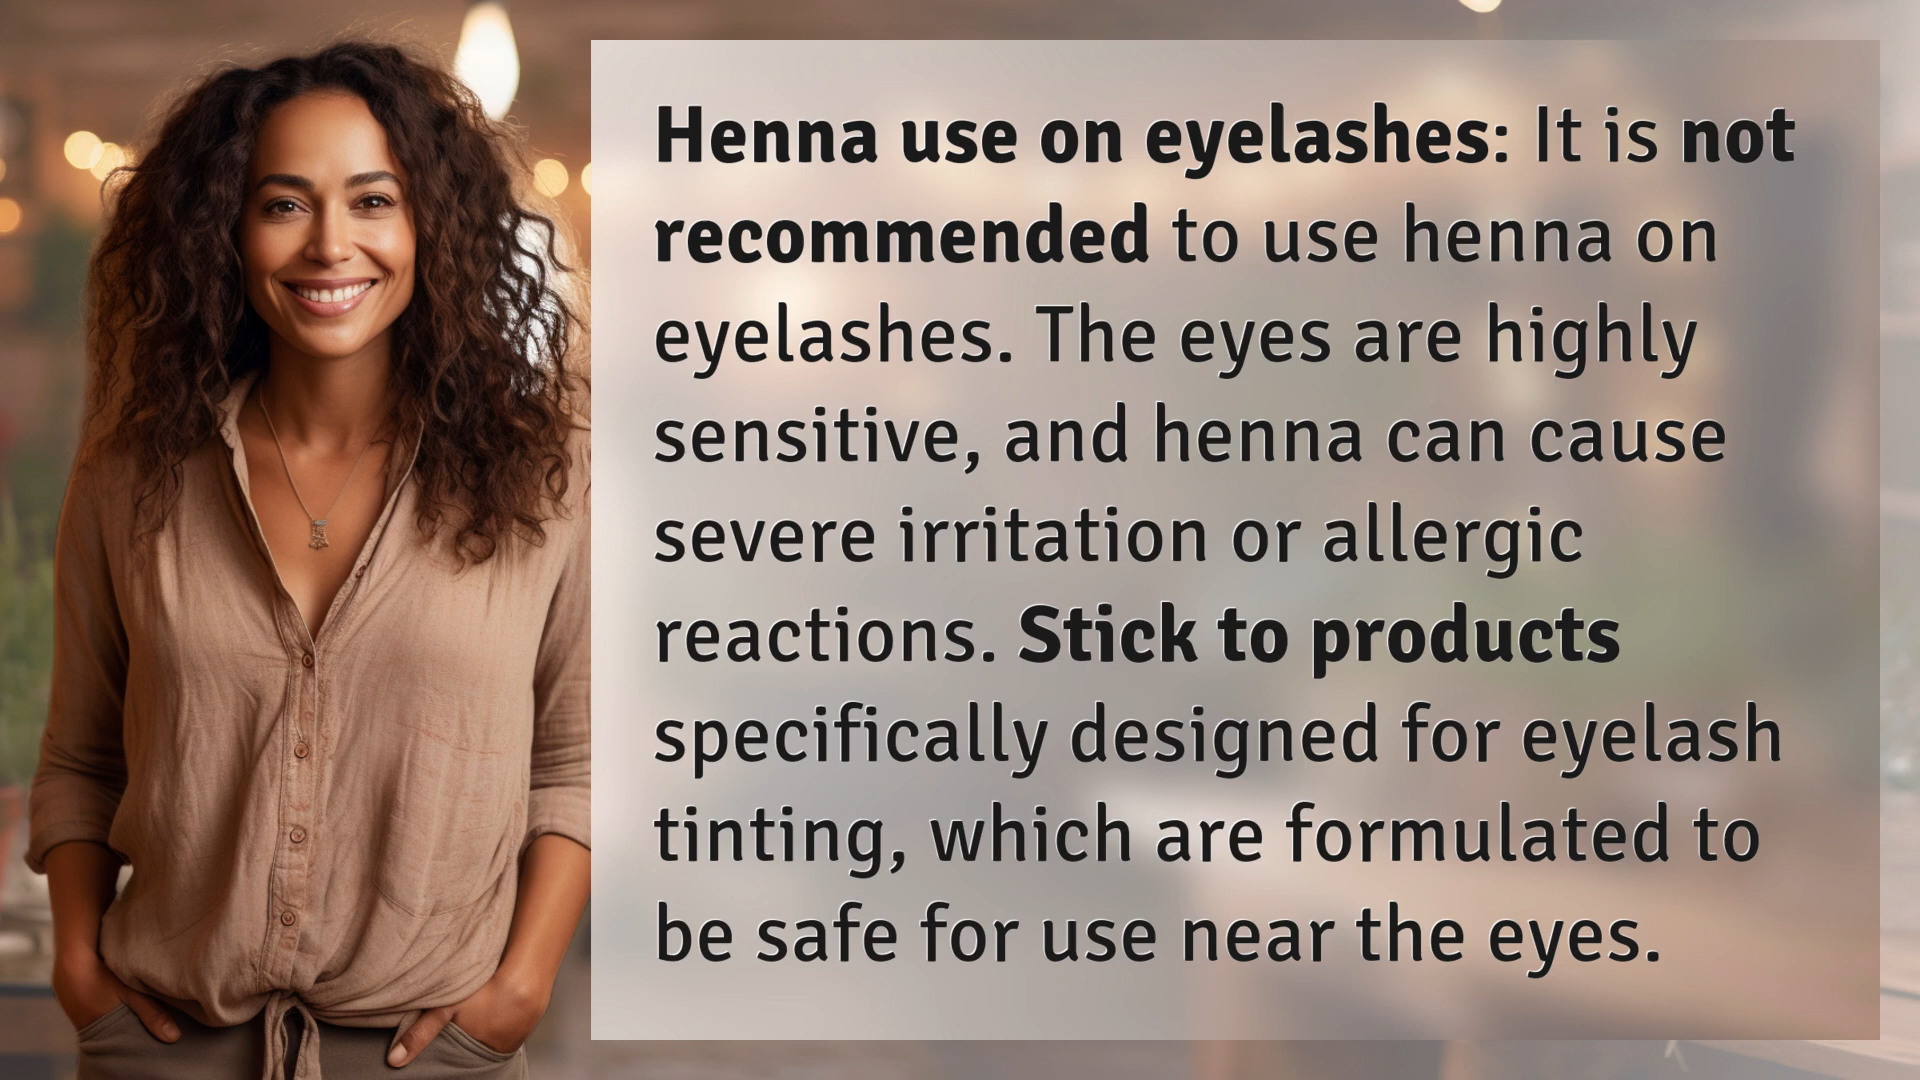 Henna use on eyelashes: It is not
recommended to use henna on
eyelashes. The eyes are highly
sensitive, and henna can cause
severe irritation or allergic
reactions. Stick to products
specifically designed for eyelash
tinting, which are formulated to
be safe for use near the eyes.